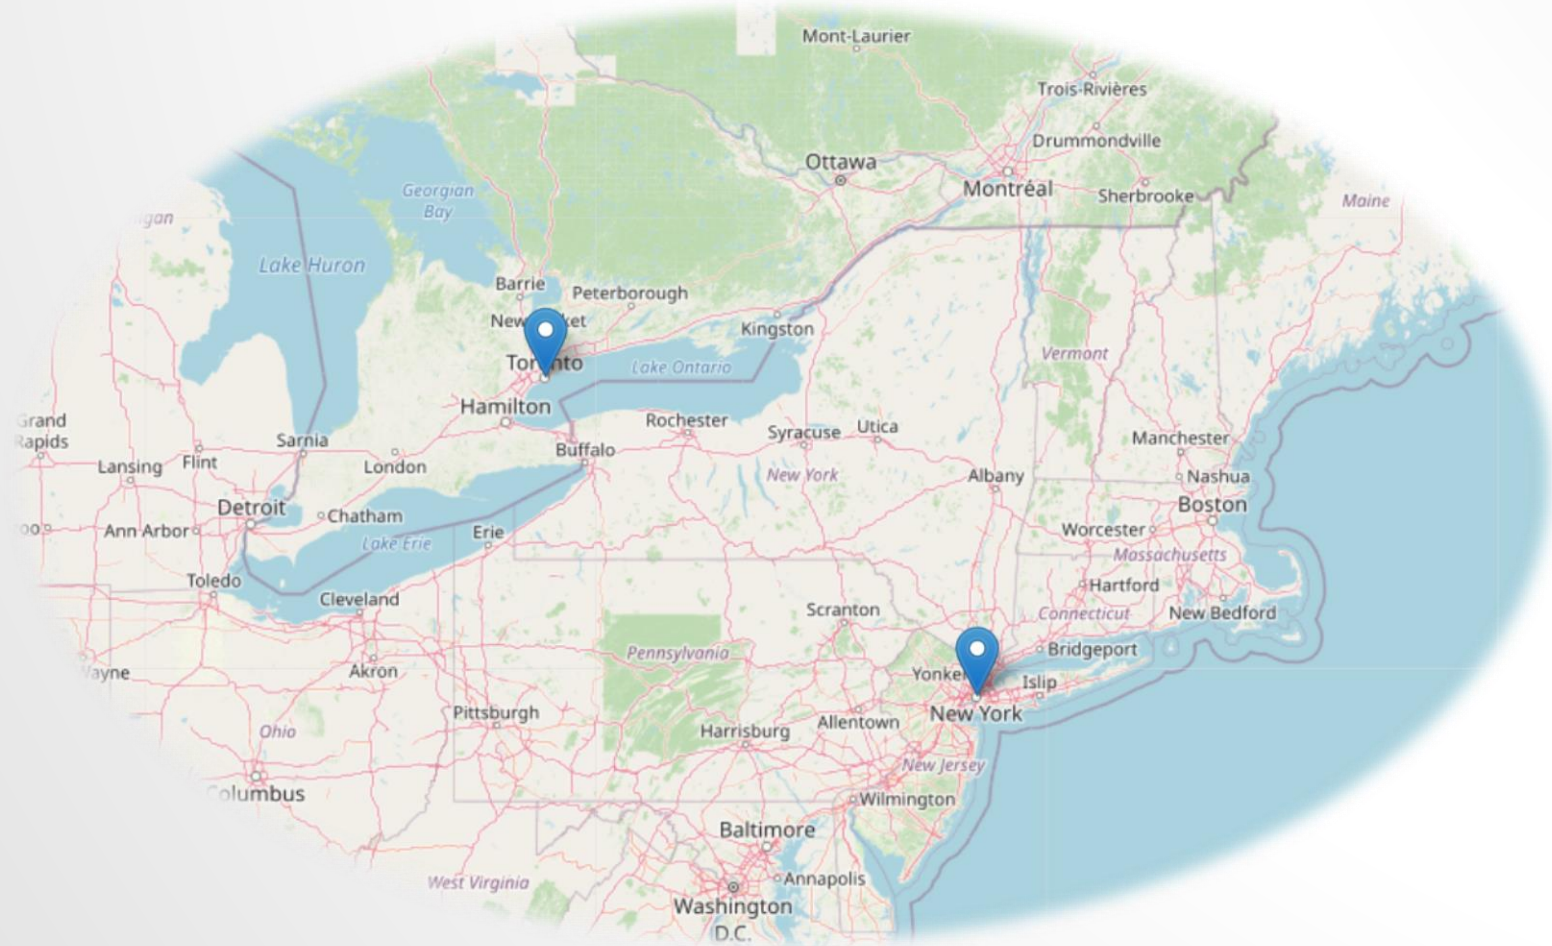 Mont-Laurier
Trois-Rivières
Drummondville
Ottawa
Montréal
Sherbrooke
Maine
Georgian
Bay
Lake Huron
Barrie
Peterborough
Kingston
Toronto
Lake Ontario
Vermont
Hamilton
Grand
Rapids
Sarnia
London
Buffalo
Rochester
Syracuse
Utica
Manchester
Lansing
Flint
New York
Albany
Nashua
Detroit
Chatham
Boston
Ann Arbor
Lake Erie
Erie
Worcester
Massachusetts
Toledo
Cleveland
Hartford
Scranton
Connecticut
New Bedford
Pennsylvania
Bridgeport
Akron
Islip
Pittsburgh
Harrisburg
Allentown
New York
Ohio
New Jersey
Columbus
Wilmington
Baltimore
West Virginia
Annapolis
Washington
D.C.